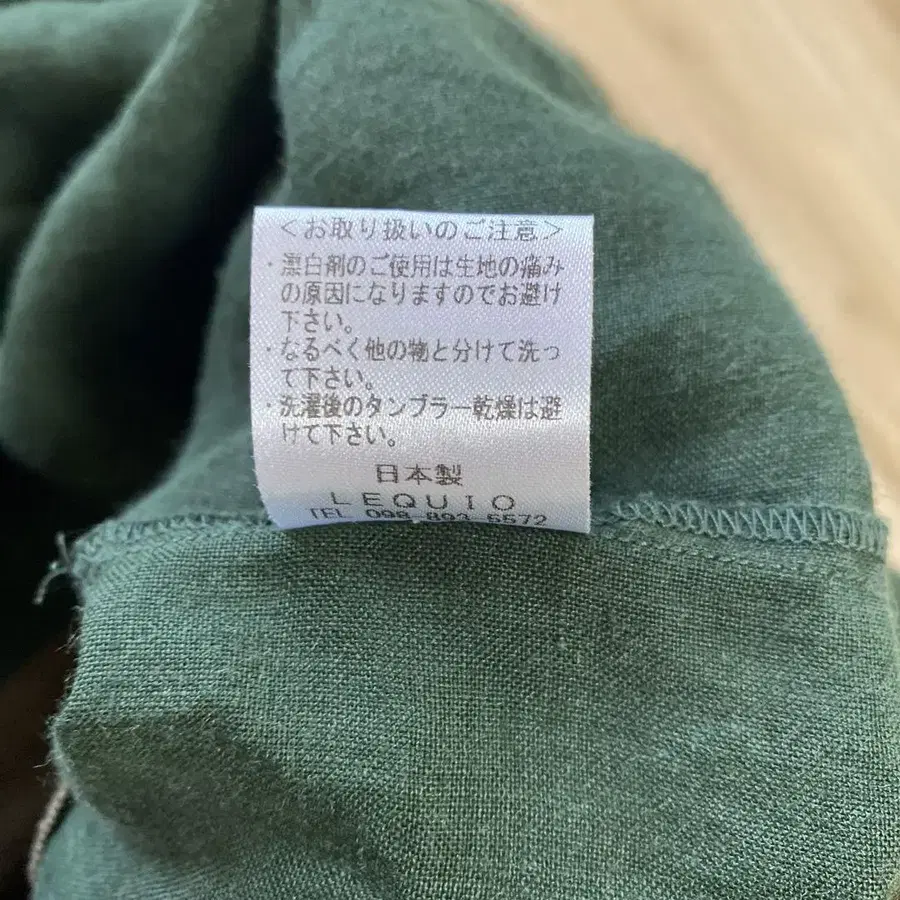 ＜お取り扱いのご注意＞
・漂白剤のご使用は生地の痛み
の原因になりますのでお避け
下さい。
・なるべく他の物と分けて洗っ
て下さい。
・洗濯後のタンブラー乾燥は避
けて下さい。
日本製
LEQUIO
TEL 098-893-5572